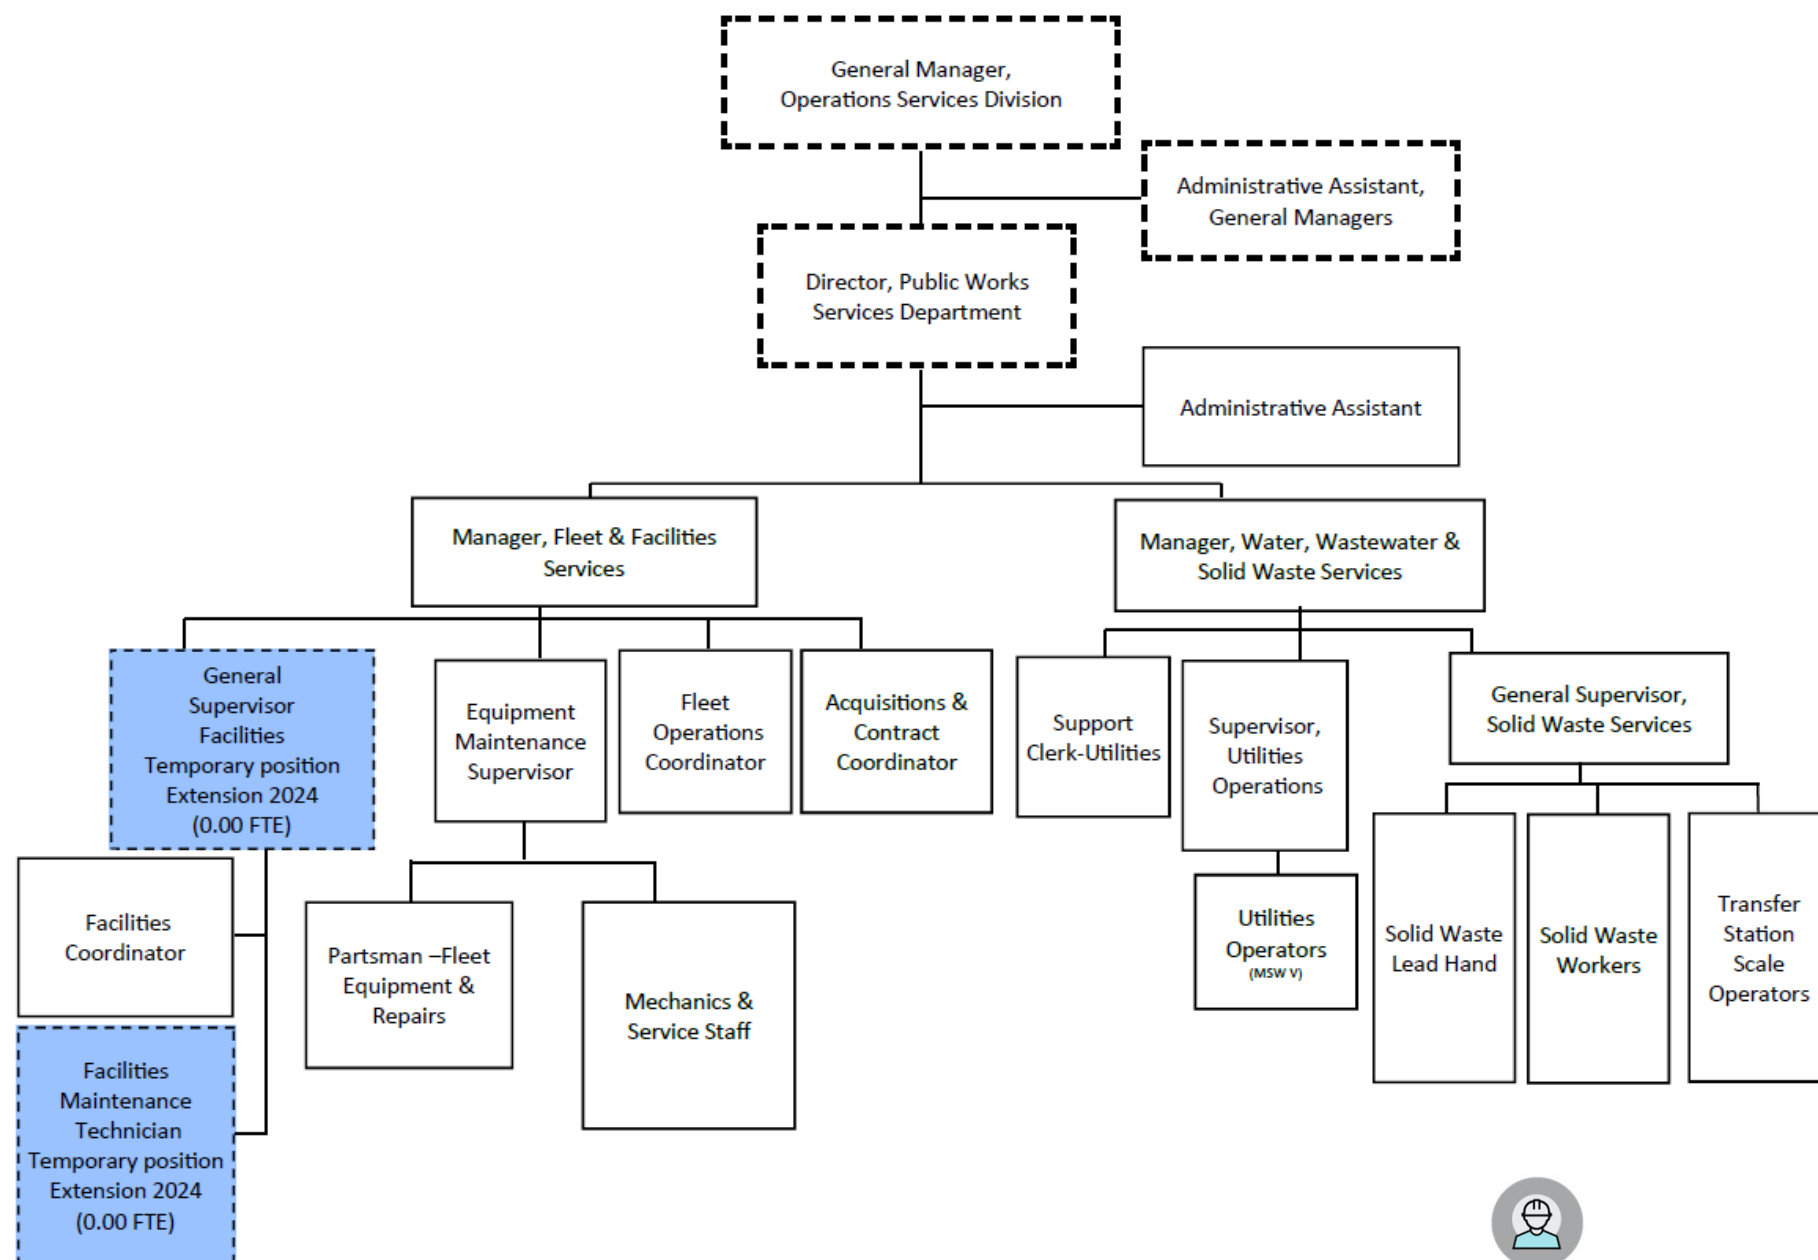 General Manager,
Operations Services Division
Administrative Assistant,
General Managers
Director, Public Works
Services Department
Administrative Assistant
Manager, Fleet & Facilities
Services
Manager, Water, Wastewater &
Solid Waste Services
General
Supervisor
Facilities
Temporary position
Extension 2024
(0.00 FTE)
Equipment
Maintenance
Supervisor
Fleet
Operations
Coordinator
Acquisitions &
Contract
Coordinator
Support
Clerk-Utilities
Supervisor,
Utilities
Operations
General Supervisor,
Solid Waste Services
Facilities
Coordinator
Partsman –Fleet
Equipment &
Repairs
Mechanics &
Service Staff
Utilities
Operators
(MSW V)
Solid Waste
Lead Hand
Solid Waste
Workers
Transfer
Station
Scale
Operators
Facilities
Maintenance
Technician
Temporary position
Extension 2024
(0.00 FTE)